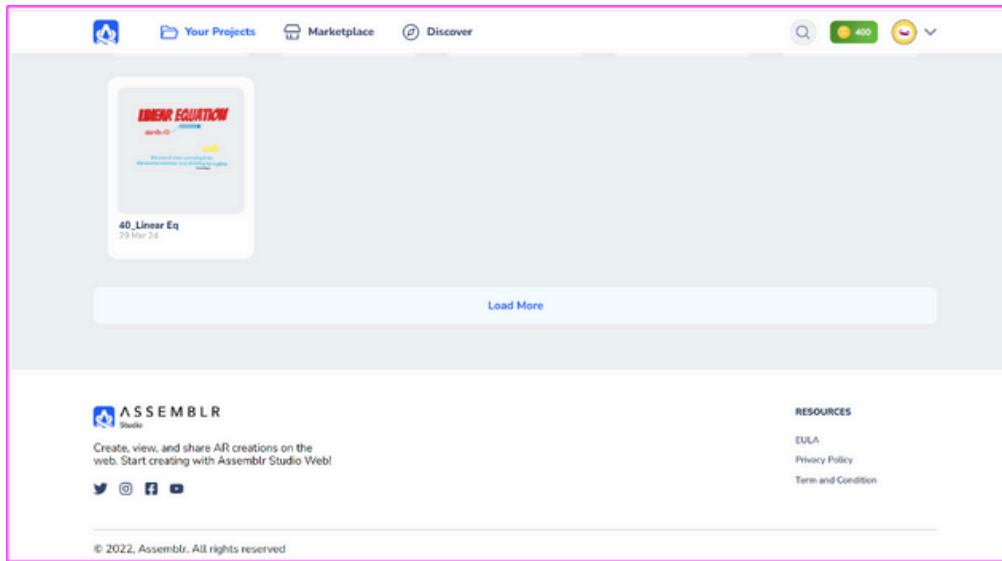 Your Projects
Marketplace
Discover
400
LINEAR EQUATION
40_Linear Eq
29 Mar 24
Load More
ASSEMBLR
Studio
Create, view, and share AR creations on the
web. Start creating with Assemblr Studio Web!
RESOURCES
EULA
Privacy Policy
Term and Condition
© 2022, Assemblr. All rights reserved